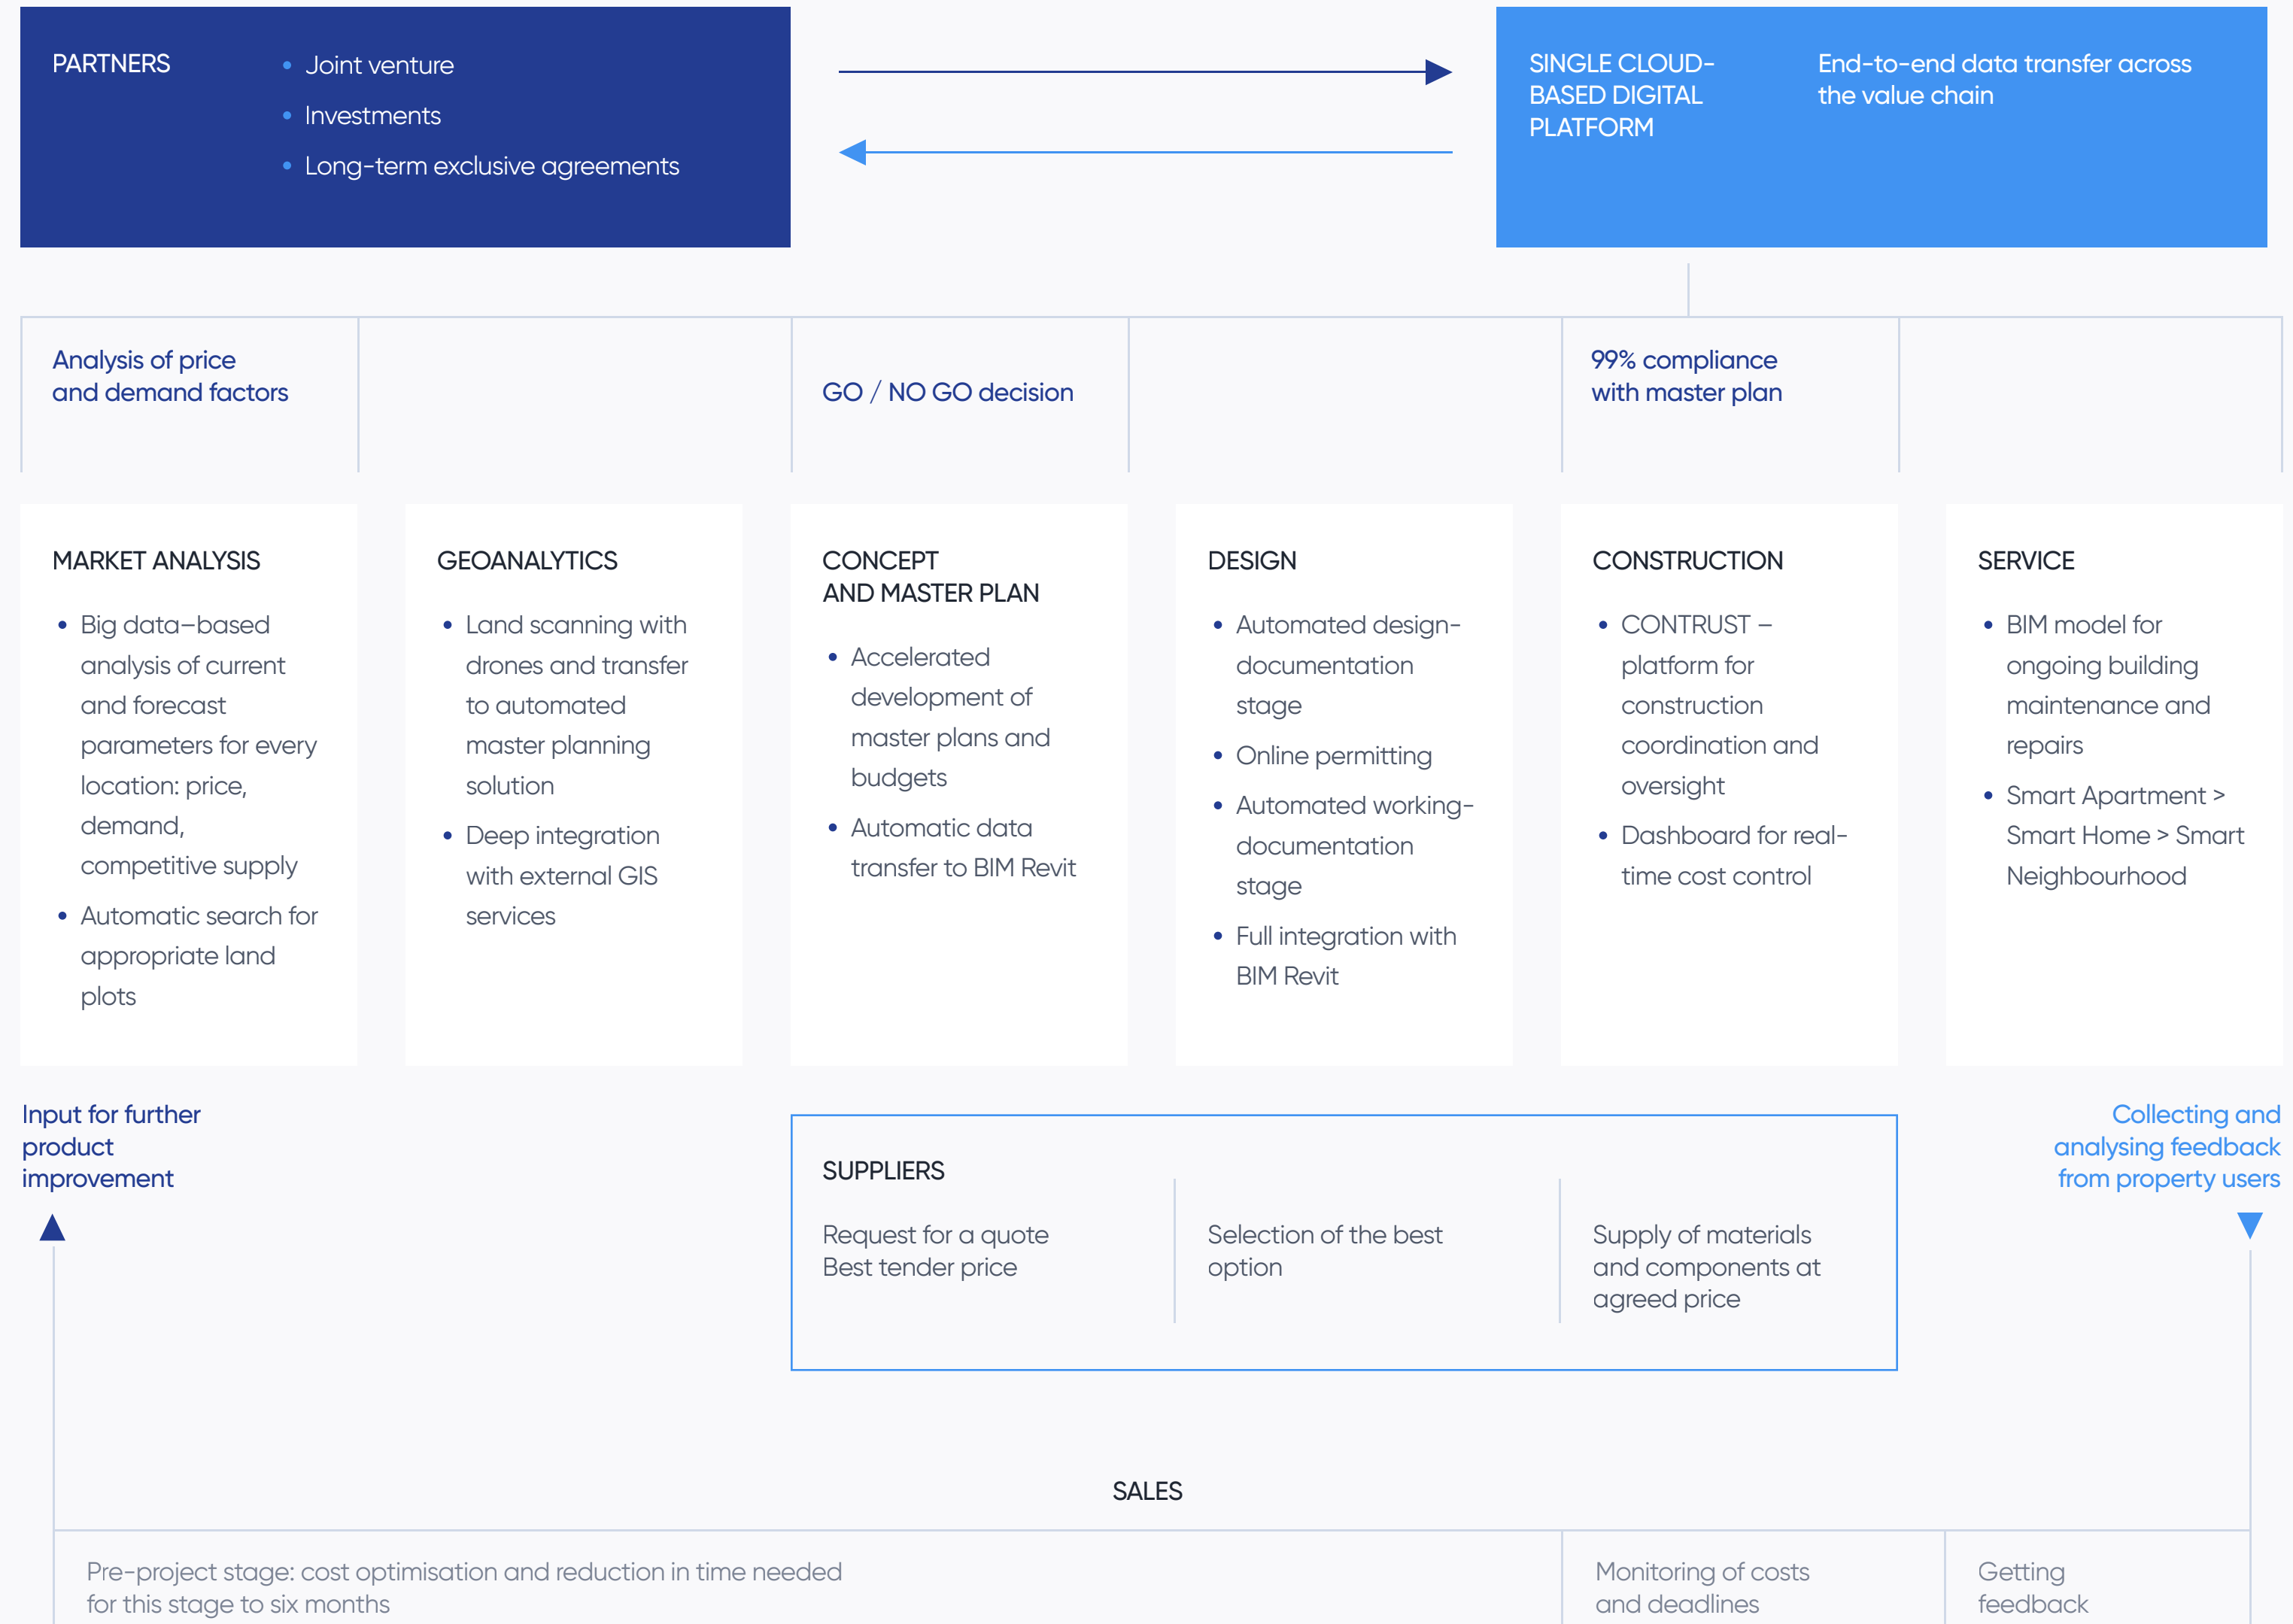 PARTNERS
Joint venture
Investments
Long-term exclusive agreements
SINGLE CLOUD-
BASED DIGITAL
PLATFORM
End-to-end data transfer across
the value chain
Analysis of price
and demand factors
GO / NO GO decision
99% compliance
with master plan
MARKET ANALYSIS
Big data–based
analysis of current
and forecast
parameters for every
location: price,
demand,
competitive supply
Automatic search for
appropriate land
plots
GEOANALYTICS
Land scanning with
drones and transfer
to automated
master planning
solution
Deep integration
with external GIS
services
CONCEPT
AND MASTER PLAN
Accelerated
development of
master plans and
budgets
Automatic data
transfer to BIM Revit
DESIGN
Automated design-
documentation
stage
Online permitting
Automated working-
documentation
stage
Full integration with
BIM Revit
CONSTRUCTION
CONTRUST –
platform for
construction
coordination and
oversight
Dashboard for real-
time cost control
SERVICE
BIM model for
ongoing building
maintenance and
repairs
Smart Apartment >
Smart Home > Smart
Neighbourhood
Input for further
product
improvement
SUPPLIERS
Request for a quote
Best tender price
Selection of the best
option
Supply of materials
and components at
agreed price
Collecting and
analysing feedback
from property users
SALES
Pre-project stage: cost optimisation and reduction in time needed
for this stage to six months
Monitoring of costs
and deadlines
Getting
feedback